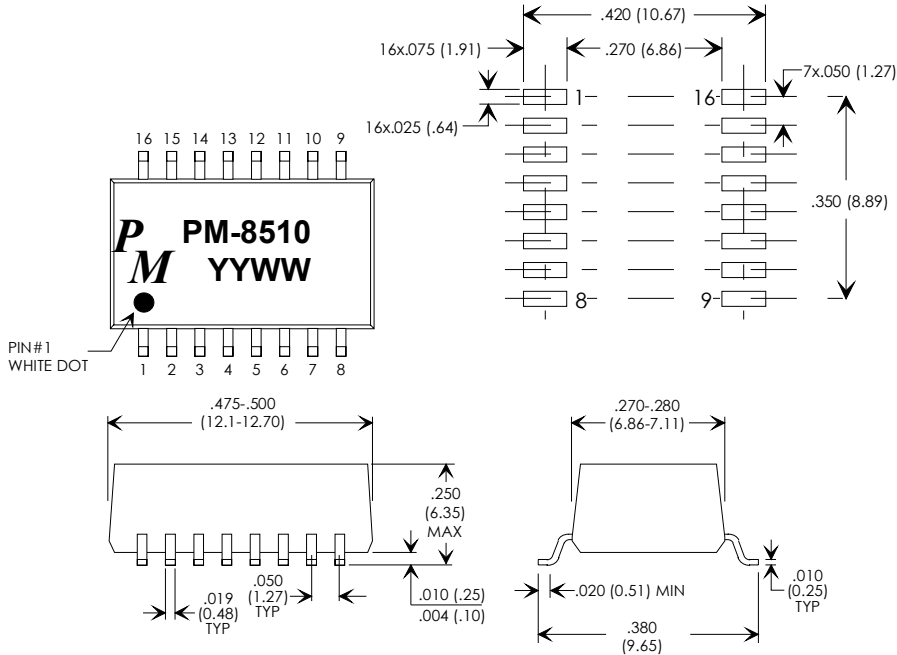 .420 (10.67)
16x.075 (1.91)
.270 (6.86)
7x.050 (1.27)
1
16
16x.025 (.64)
.350 (8.89)
8
9
16 15 14 13 12 11 10 9
PM
PM-8510
YYWW
PIN#1
WHITE DOT
1 2 3 4 5 6 7 8
.475-.500
(12.1-12.70)
.270-.280
(6.86-7.11)
.250
(6.35)
MAX
.019
(0.48)
TYP
.050
(1.27)
TYP
.010 (.25)
.004 (.10)
.020 (0.51) MIN
.010
(0.25)
TYP
.380
(9.65)